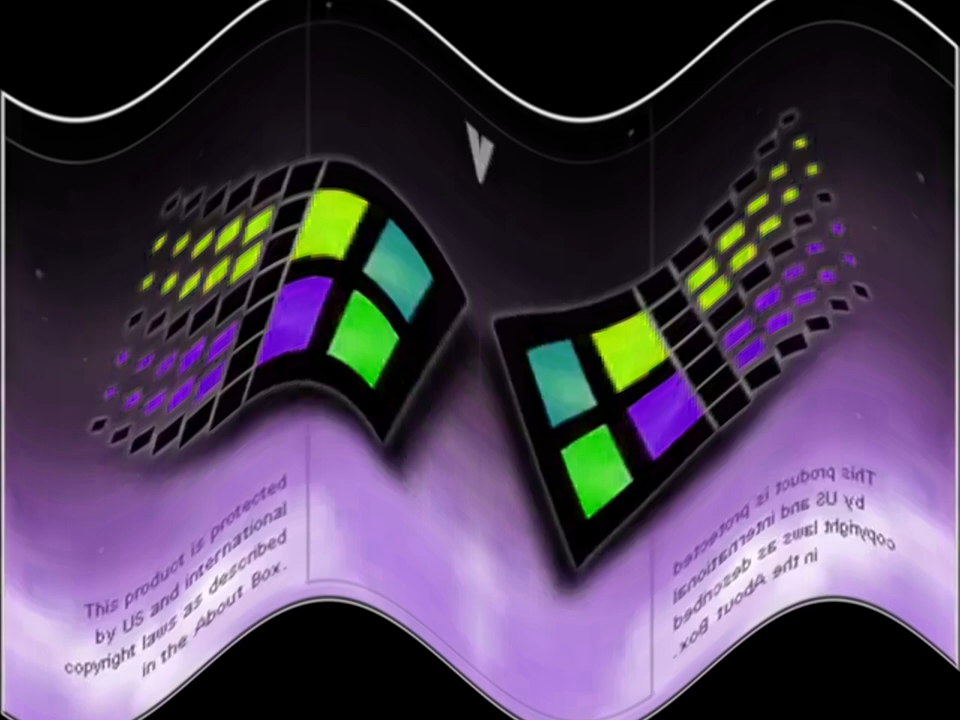 This product is protected
by US and international
copyright laws as described
in the About Box.
This product is protected
by US and international
copyright laws as described
in the About Box.